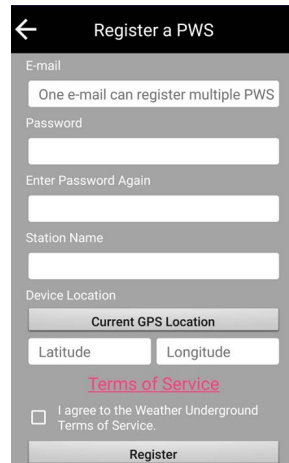 Register a PWS
E-mail
One e-mail can register multiple PWS
Password
Enter Password Again
Station Name
Device Location
Current GPS Location
Latitude
Longitude
Terms of Service
I agree to the Weather Underground
Terms of Service.
Register